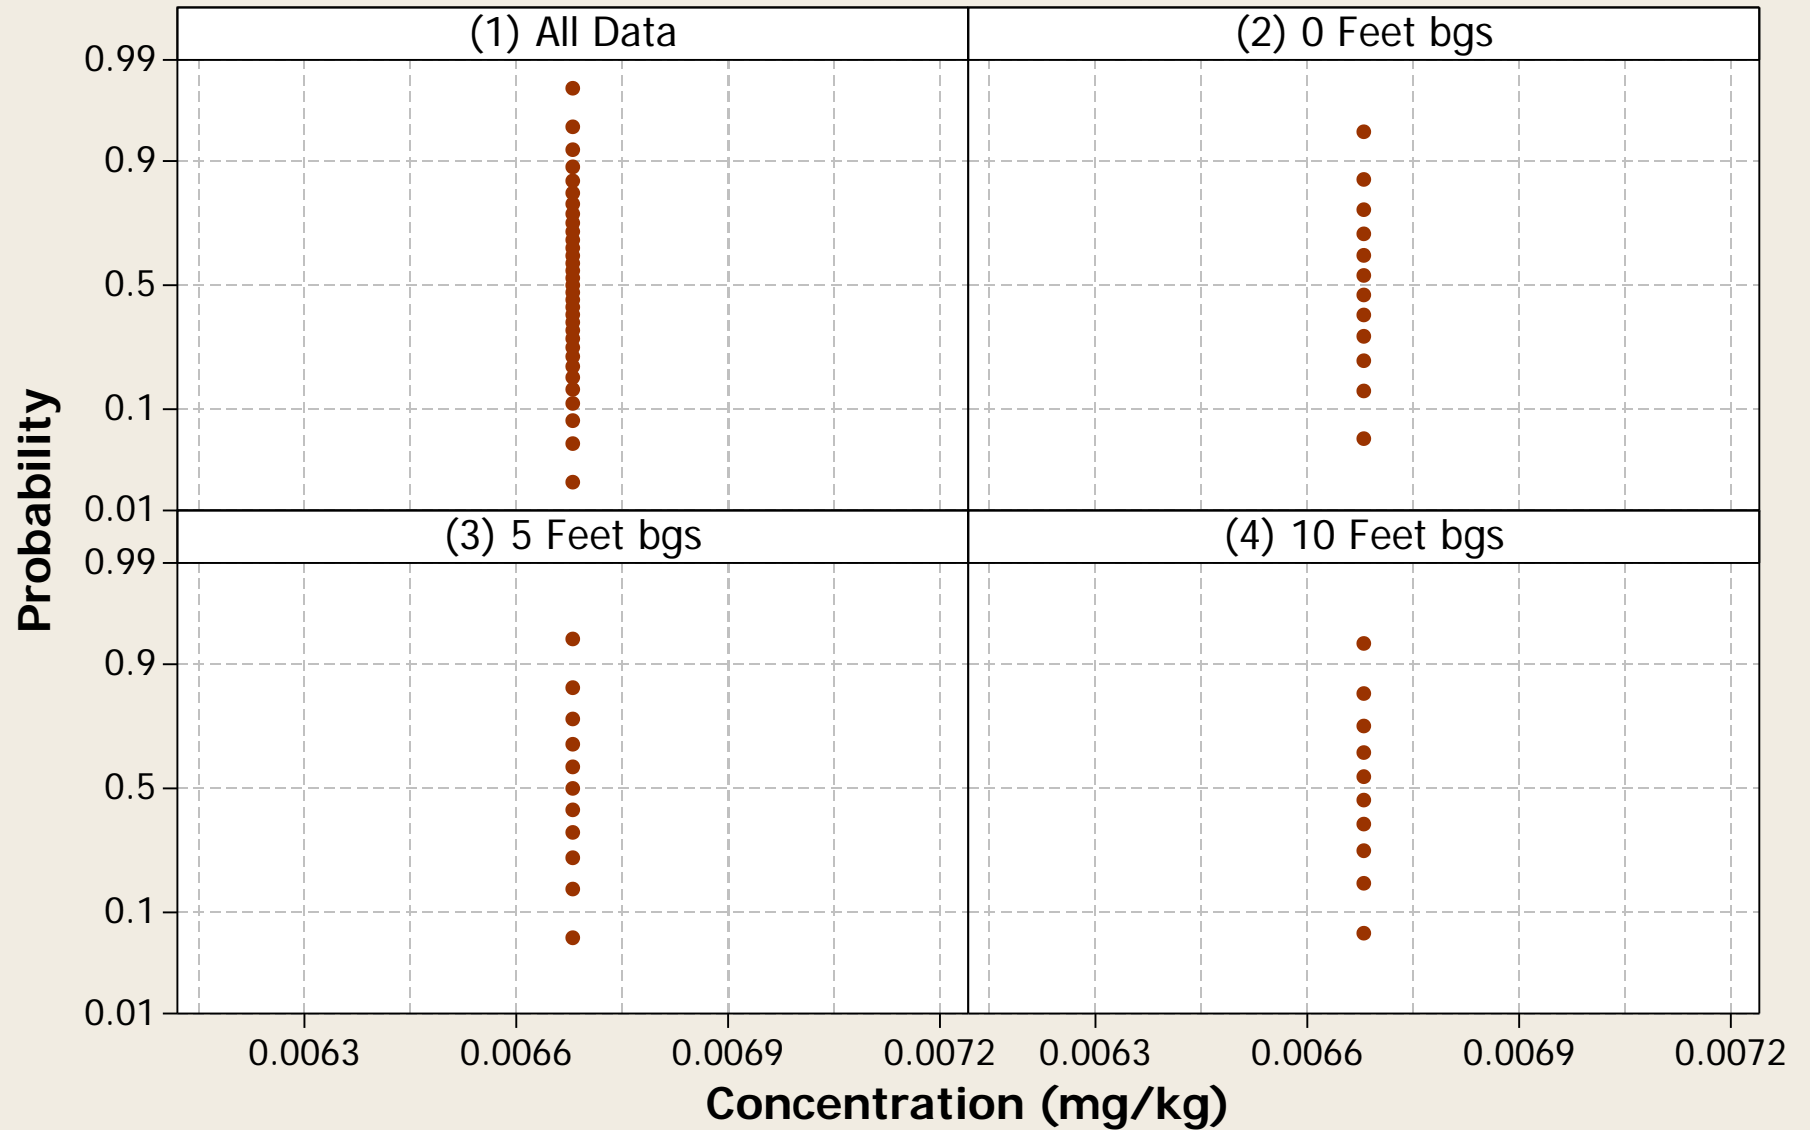 (1) All Data
(2) 0 Feet bgs
0.99
0.9
0.5
0.1
0.01
(3) 5 Feet bgs
(4) 10 Feet bgs
0.99
0.9
0.5
0.1
0.01
Probability
0.0063 0.0066 0.0069 0.0072 0.0063 0.0066 0.0069 0.0072
Concentration (mg/kg)